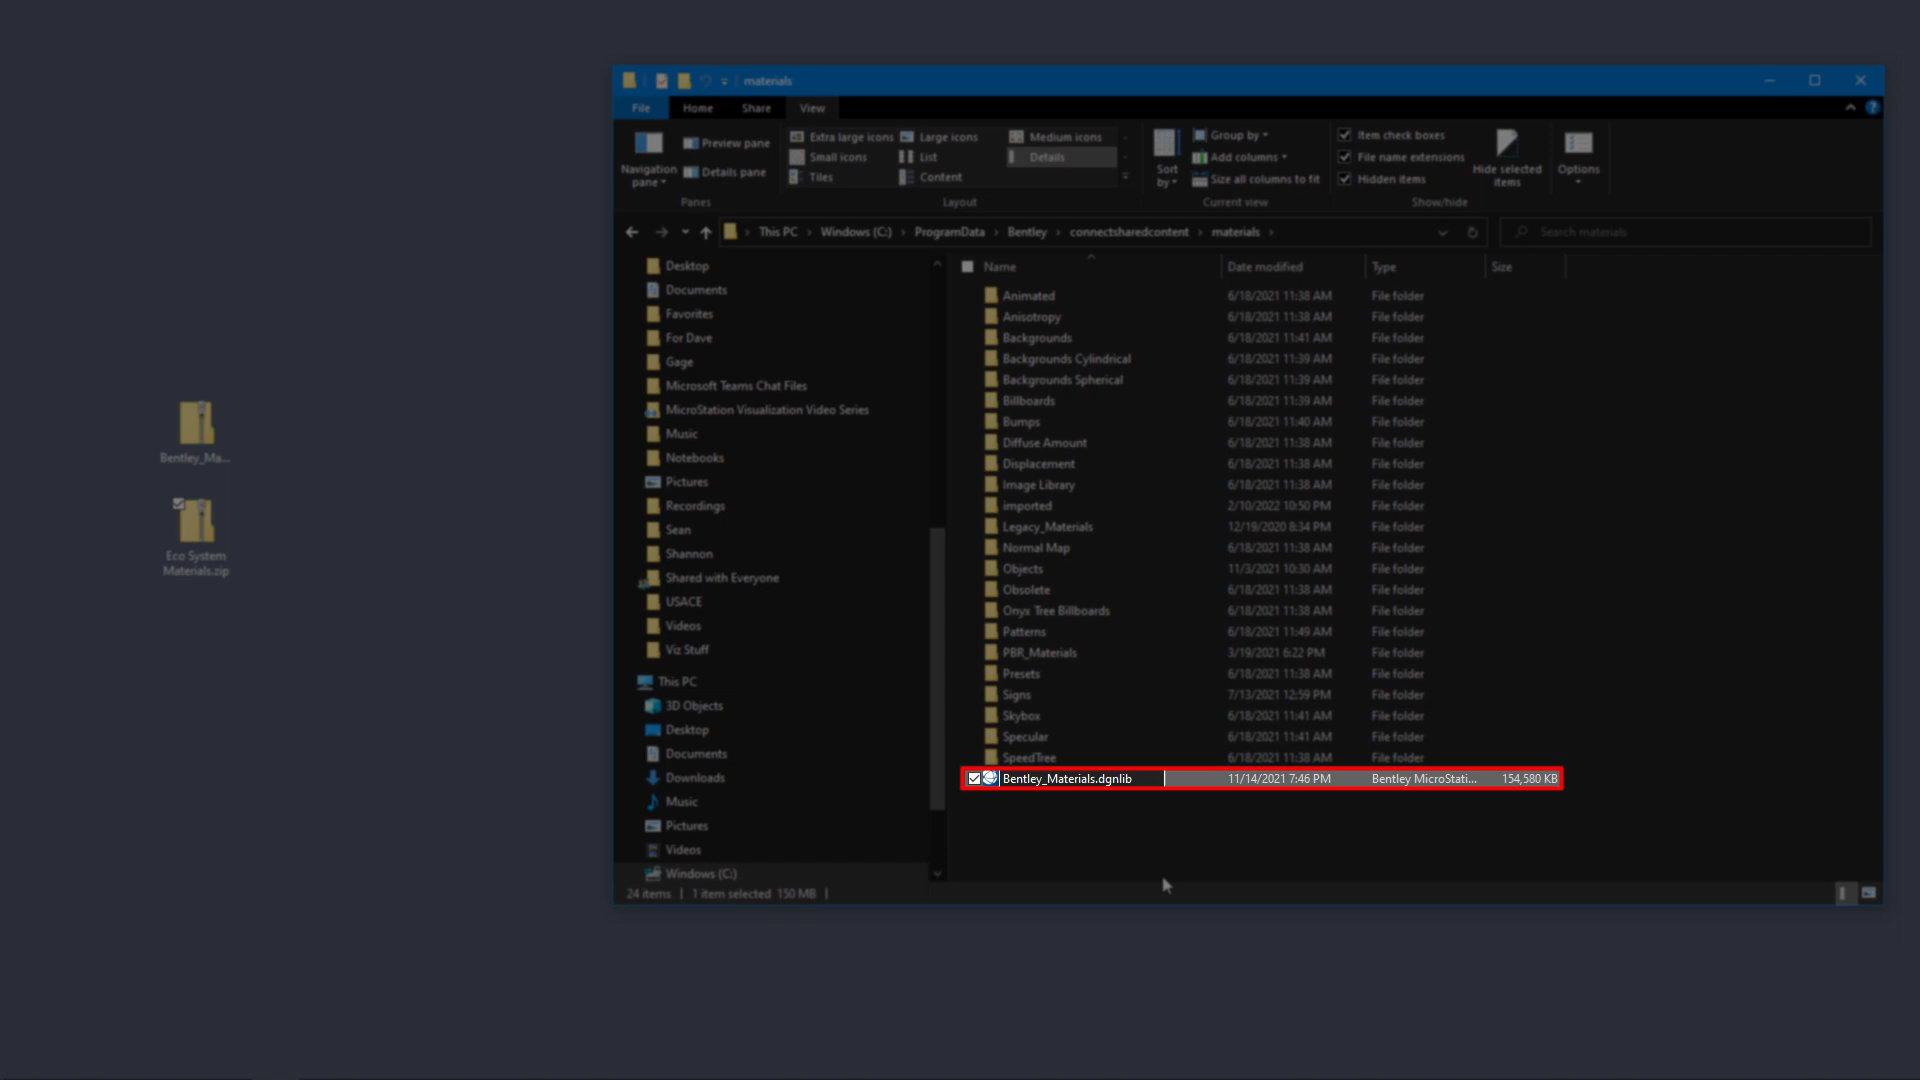 materials
File Home Share View
Navigation pane
Preview pane
Details pane
Panes
Extra large icons Large icons Medium icons
Small icons List Details
Tiles Content
Layout
Sort by
Group by
Add columns
Size all columns to fit
Current view
Item check boxes
File name extensions
Hidden items
Hide selected items
Show/hide
Options
This PC Windows (C:) ProgramData Bentley connectsharedcontent materials
Search materials
Bentley_Ma...
Eco System
Materials.zip
Desktop
Documents
Favorites
For Dave
Gage
Microsoft Teams Chat Files
MicroStation Visualization Video Series
Music
Notebooks
Pictures
Recordings
Sean
Shannon
Shared with Everyone
USACE
Videos
Viz Stuff
This PC
3D Objects
Desktop
Documents
Downloads
Music
Pictures
Videos
Windows (C:)
Name Date modified Type Size
Animated 6/18/2021 11:38 AM File folder
Anisotropy 6/18/2021 11:38 AM File folder
Backgrounds 6/18/2021 11:41 AM File folder
Backgrounds Cylindrical 6/18/2021 11:39 AM File folder
Backgrounds Spherical 6/18/2021 11:39 AM File folder
Billboards 6/18/2021 11:39 AM File folder
Bumps 6/18/2021 11:40 AM File folder
Diffuse Amount 6/18/2021 11:38 AM File folder
Displacement 6/18/2021 11:38 AM File folder
Image Library 6/18/2021 11:38 AM File folder
imported 2/10/2022 10:50 PM File folder
Legacy_Materials 12/19/2020 8:34 PM File folder
Normal Map 6/18/2021 11:38 AM File folder
Objects 11/3/2021 10:30 AM File folder
Obsolete 6/18/2021 11:38 AM File folder
Onyx Tree Billboards 6/18/2021 11:38 AM File folder
Patterns 6/18/2021 11:49 AM File folder
PBR_Materials 3/19/2021 6:22 PM File folder
Presets 6/18/2021 11:38 AM File folder
Signs 7/13/2021 12:59 PM File folder
Skybox 6/18/2021 11:41 AM File folder
Specular 6/18/2021 11:41 AM File folder
SpeedTree 6/18/2021 11:38 AM File folder
Bentley_Materials.dgnlib 11/14/2021 7:46 PM Bentley MicroStati... 154,580 KB
24 items 1 item selected 150 MB